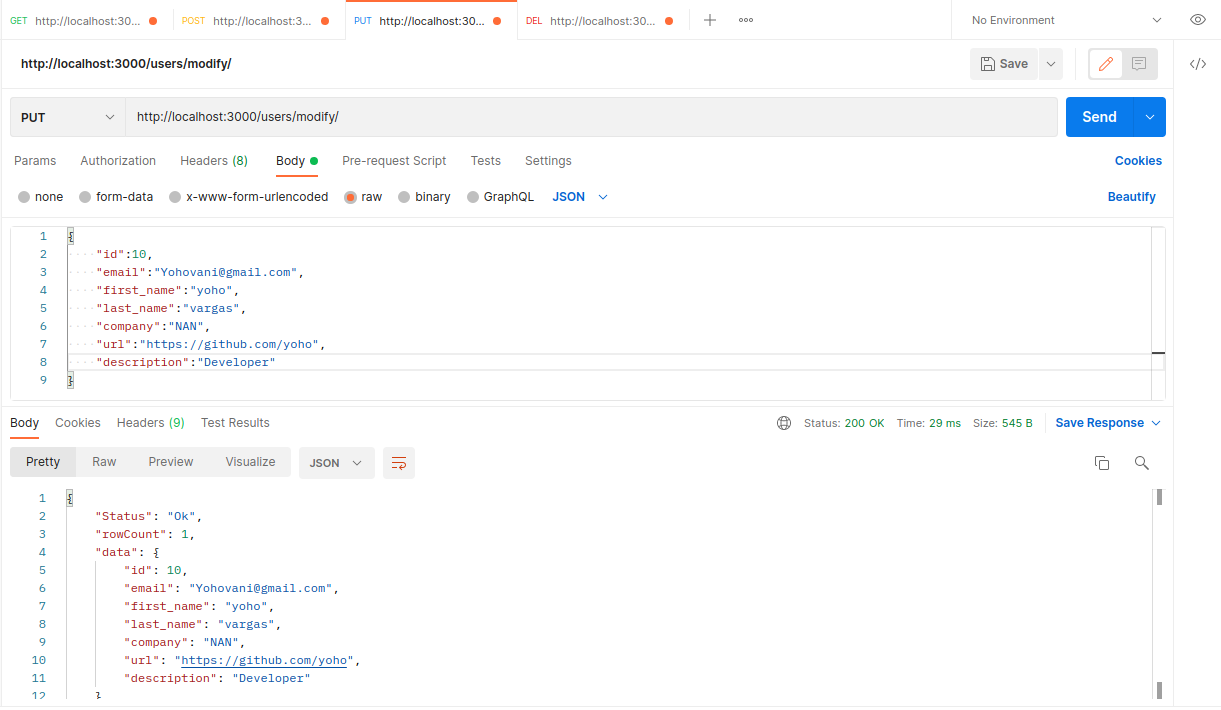 GET http://localhost:30... POST http://localhost:3... PUT http://localhost:30... DEL http://localhost:30... No Environment
http://localhost:3000/users/modify/ Save
PUT http://localhost:3000/users/modify/ Send
Params Authorization Headers (8) Body Pre-request Script Tests Settings Cookies
none form-data x-www-form-urlencoded raw binary GraphQL JSON Beautify
1 {
2 "id":10,
3 "email":"Yohovani@gmail.com",
4 "first_name":"yoho",
5 "last_name":"vargas",
6 "company":"NAN",
7 "url":"https://github.com/yoho",
8 "description":"Developer"
9 }
Body Cookies Headers (9) Test Results Status: 200 OK Time: 29 ms Size: 545 B Save Response
Pretty Raw Preview Visualize JSON
1 {
2 "Status": "Ok",
3 "rowCount": 1,
4 "data": {
5 "id": 10,
6 "email": "Yohovani@gmail.com",
7 "first_name": "yoho",
8 "last_name": "vargas",
9 "company": "NAN",
10 "url": "https://github.com/yoho",
11 "description": "Developer"
12 }